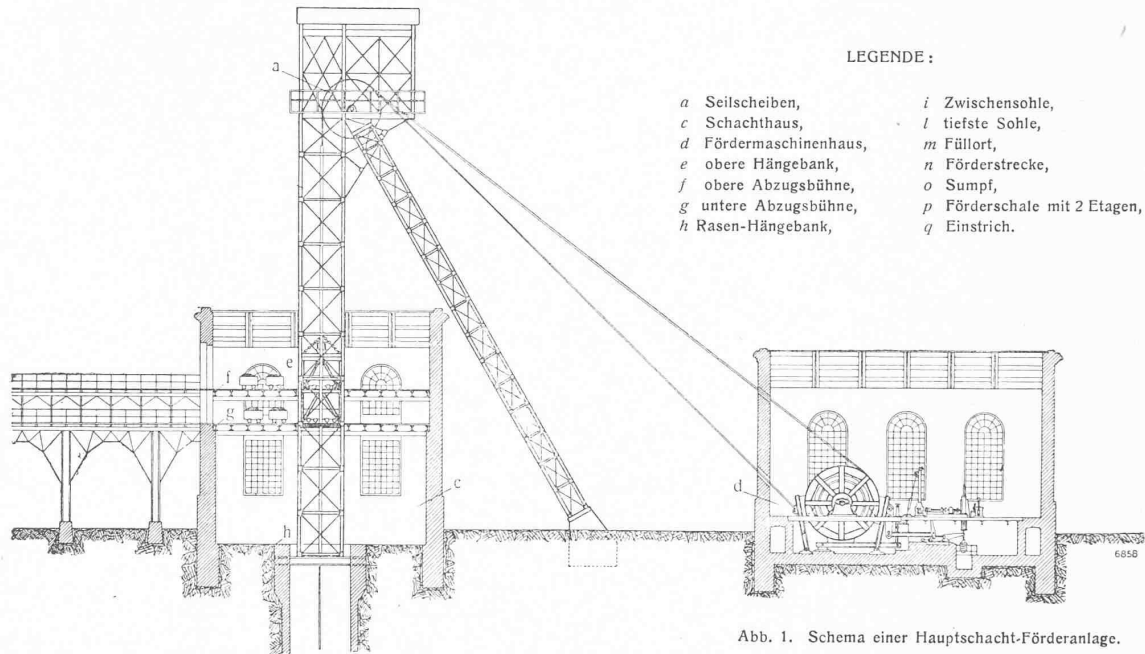 LEGENDE:
a Seilscheiben,
c Schachthaus,
d Fördermaschinenhaus,
e obere Hängebank,
f obere Abzugsbühne,
g untere Abzugsbühne,
h Rasen-Hängebank,
i Zwischensohle,
l tiefste Sohle,
m Füllort,
n Förderstrecke,
o Sumpf,
p Förderschale mit 2 Etagen,
q Einstrich.
a
e
f
g
c
d
h
6858
Abb. 1. Schema einer Hauptschacht-Förderanlage.